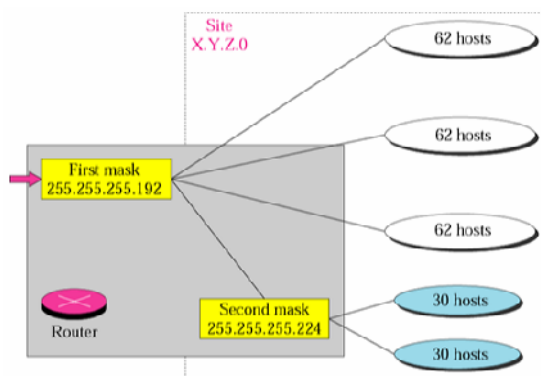 Site
X.Y.Z.0
62 hosts
62 hosts
First mask
255.255.255.192
62 hosts
Router
Second mask
255.255.255.224
30 hosts
30 hosts